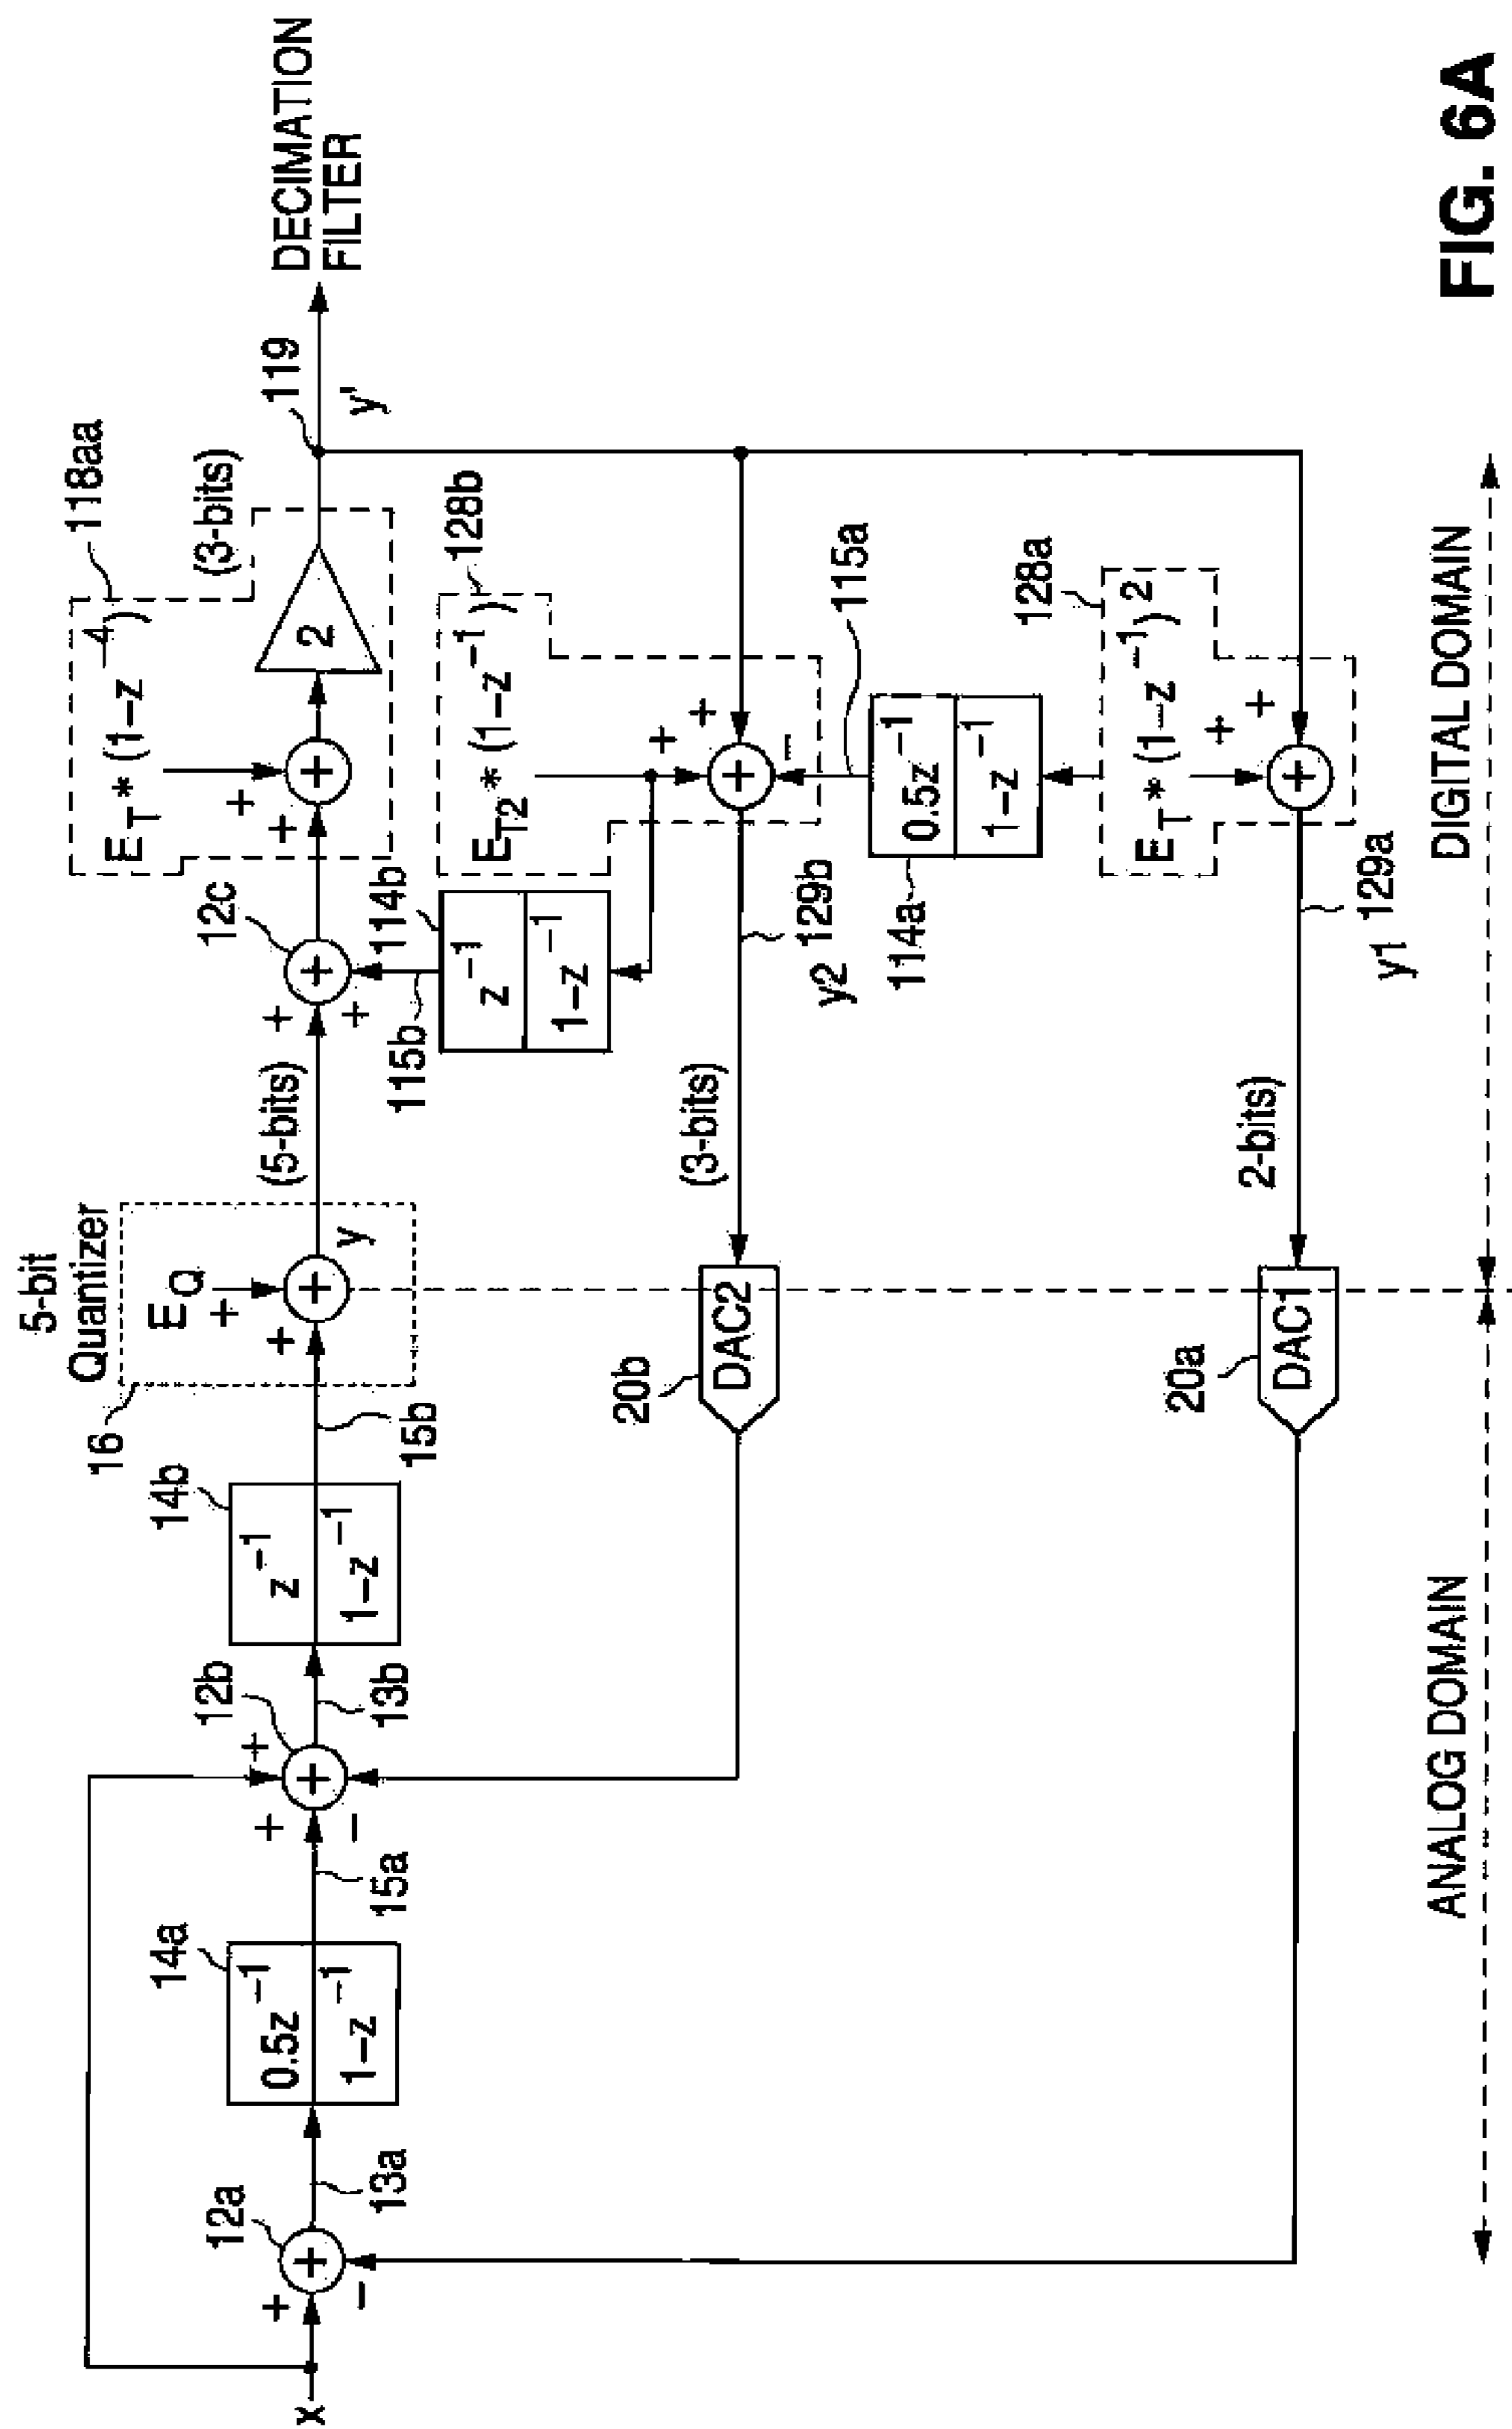 x
+
−
12a
13a
14a
0.5z⁻¹
1−z⁻¹
15a
+
+
−
12b
13b
14b
z⁻¹
1−z⁻¹
15b
16
5-bit
Quantizer
E_Q
+
+
y
(5-bits)
12c
+
+
115b
114b
z⁻¹
1−z⁻¹
118aa
E_T*(1−z⁻⁴)
+
+
2
(3-bits)
119
y'
DECIMATION
FILTER
128b
E_T2*(1−z⁻¹)
+
+
−
115a
129b
y2
(3-bits)
DAC2
20b
114a
0.5z⁻¹
1−z⁻¹
128a
E_T*(1−z⁻¹)²
+
+
129a
y1
2-bits)
DAC1
20a
ANALOG DOMAIN
DIGITAL DOMAIN
FIG. 6A